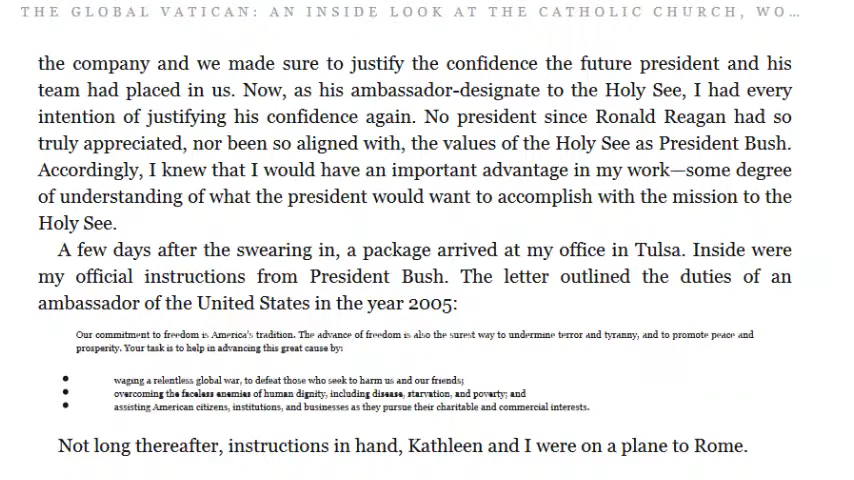 THE GLOBAL VATICAN: AN INSIDE LOOK AT THE CATHOLIC CHURCH, WO...
the company and we made sure to justify the confidence the future president and his
team had placed in us. Now, as his ambassador-designate to the Holy See, I had every
intention of justifying his confidence again. No president since Ronald Reagan had so
truly appreciated, nor been so aligned with, the values of the Holy See as President Bush.
Accordingly, I knew that I would have an important advantage in my work—some degree
of understanding of what the president would want to accomplish with the mission to the
Holy See.
A few days after the swearing in, a package arrived at my office in Tulsa. Inside were
my official instructions from President Bush. The letter outlined the duties of an
ambassador of the United States in the year 2005:
Our commitment to freedom is America's tradition. The advance of freedom is also the surest way to undermine terror and tyranny, and to promote peace and
prosperity. Your task is to help in advancing this great cause by:
• waging a relentless global war, to defeat those who seek to harm us and our friends;
• overcoming the faceless enemies of human dignity, including disease, starvation, and poverty; and
• assisting American citizens, institutions, and businesses as they pursue their charitable and commercial interests.
Not long thereafter, instructions in hand, Kathleen and I were on a plane to Rome.